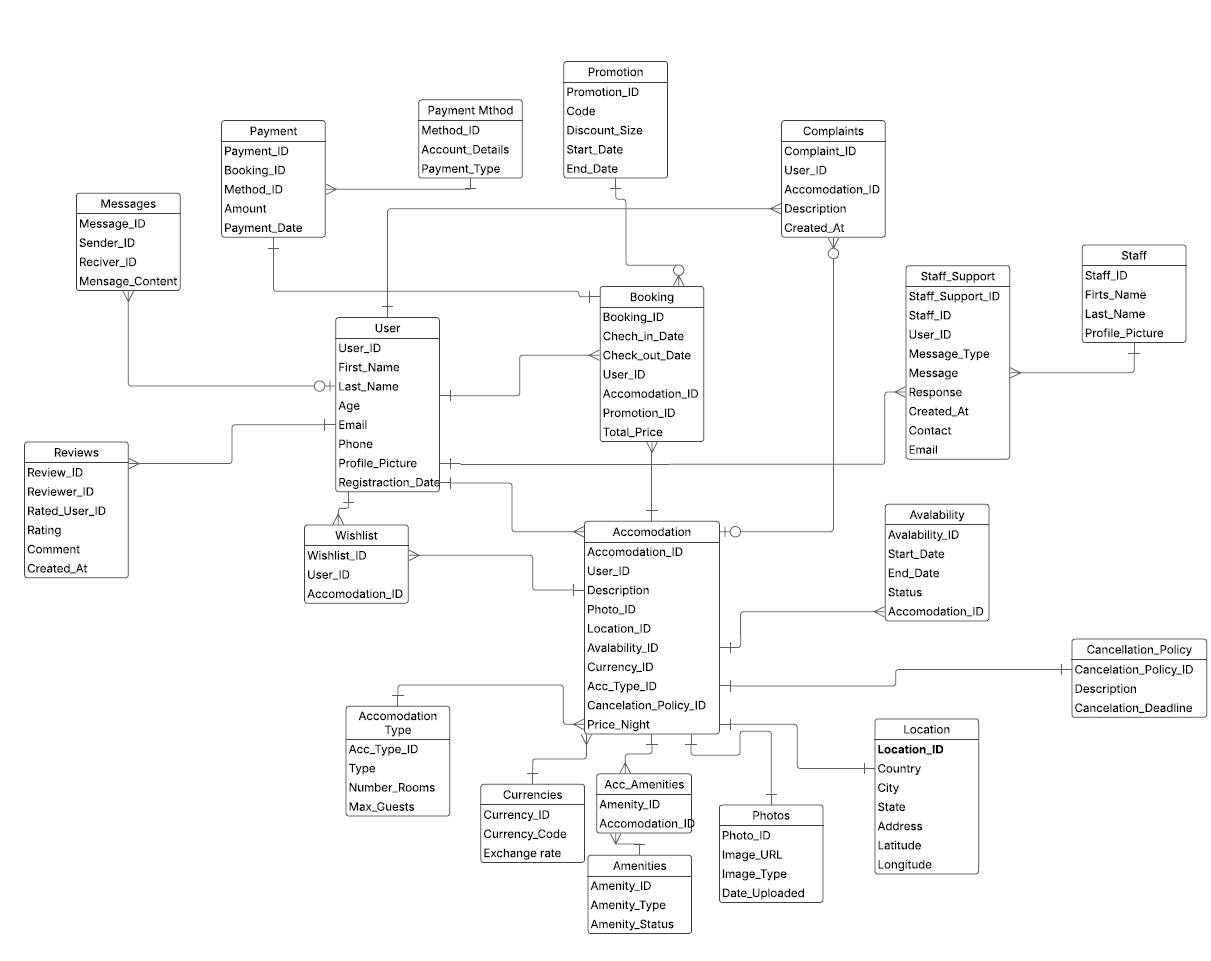 Promotion
Promotion_ID
Code
Discount_Size
Start_Date
End_Date
Payment Mthod
Method_ID
Account_Details
Payment_Type
Payment
Payment_ID
Booking_ID
Method_ID
Amount
Payment_Date
Complaints
Complaint_ID
User_ID
Accomodation_ID
Description
Created_At
Messages
Message_ID
Sender_ID
Reciver_ID
Mensage_Content
Staff
Staff_ID
Firts_Name
Last_Name
Profile_Picture
Staff_Support
Staff_Support_ID
Staff_ID
User_ID
Message_Type
Message
Response
Created_At
Contact
Email
Booking
Booking_ID
Chech_in_Date
Check_out_Date
User_ID
Accomodation_ID
Promotion_ID
Total_Price
User
User_ID
First_Name
Last_Name
Age
Email
Phone
Profile_Picture
Registraction_Date
Reviews
Review_ID
Reviewer_ID
Rated_User_ID
Rating
Comment
Created_At
Wishlist
Wishlist_ID
User_ID
Accomodation_ID
Accomodation
Accomodation_ID
User_ID
Description
Photo_ID
Location_ID
Avalability_ID
Currency_ID
Acc_Type_ID
Cancelation_Policy_ID
Price_Night
Avalability
Avalability_ID
Start_Date
End_Date
Status
Accomodation_ID
Cancellation_Policy
Cancelation_Policy_ID
Description
Cancelation_Deadline
Accomodation
Type
Acc_Type_ID
Type
Number_Rooms
Max_Guests
Location
Location_ID
Country
City
State
Address
Latitude
Longitude
Currencies
Currency_ID
Currency_Code
Exchange rate
Acc_Amenities
Amenity_ID
Accomodation_ID
Photos
Photo_ID
Image_URL
Image_Type
Date_Uploaded
Amenities
Amenity_ID
Amenity_Type
Amenity_Status